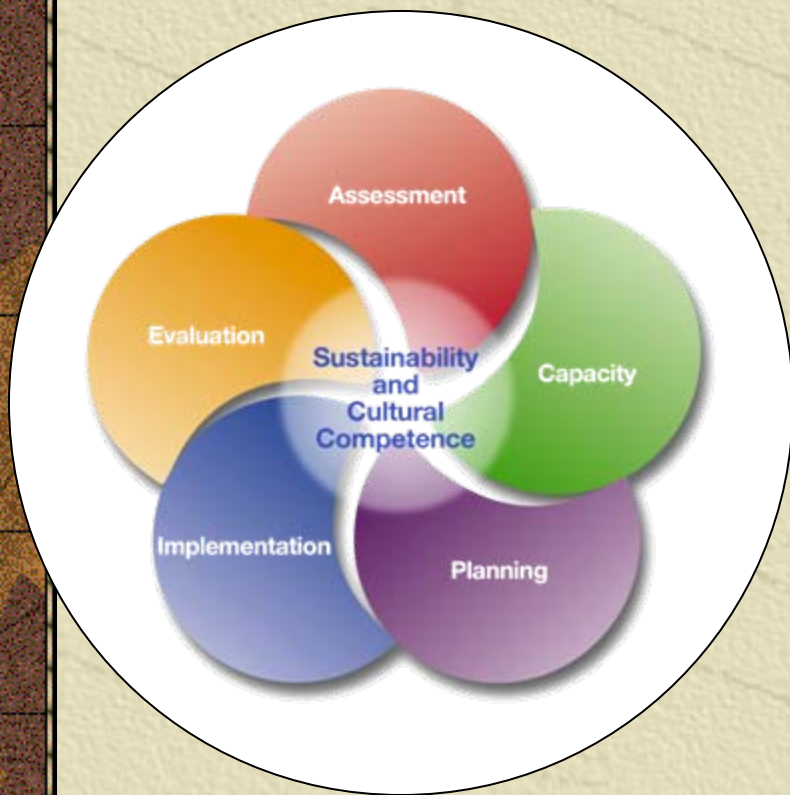 Assessment
Capacity
Planning
Implementation
Evaluation
Sustainability
and
Cultural
Competence